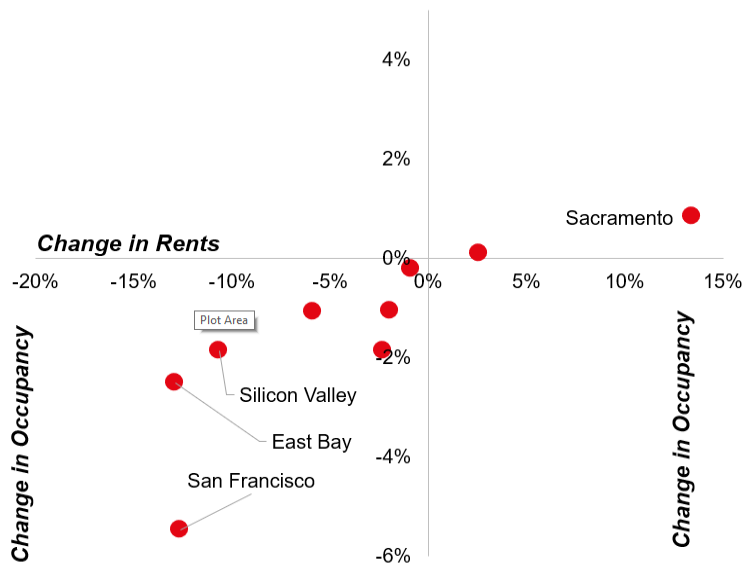 4%
2%
Sacramento
Change in Rents
0%
-20%
-15%
-10%
-5%
0%
5%
10%
15%
Plot Area
-2%
Silicon Valley
East Bay
-4%
San Francisco
-6%
Change in Occupancy
Change in Occupancy